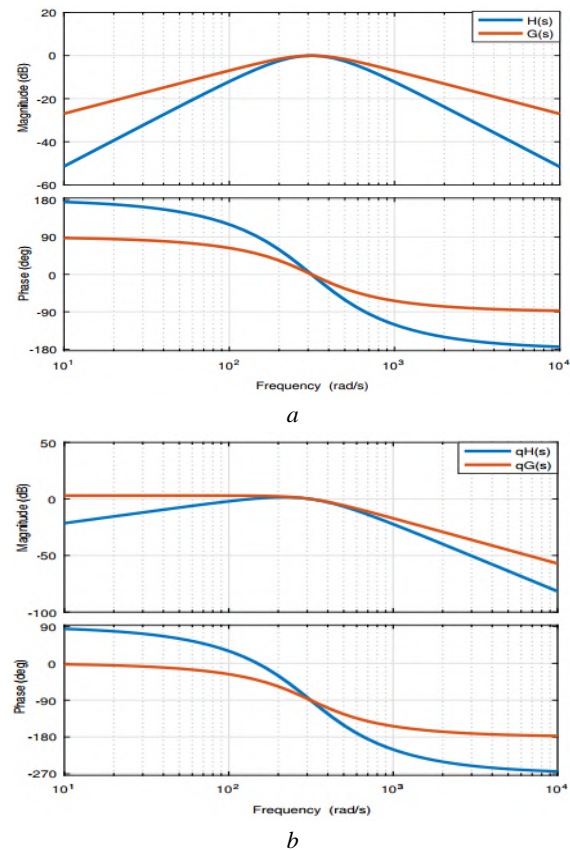 20
0
-20
-40
-60
Magnitude (dB)
H(s)
G(s)
180
90
0
-90
-180
Phase (deg)
10^1
10^2
10^3
10^4
Frequency (rad/s)
a
50
0
-50
-100
Magnitude (dB)
qH(s)
qG(s)
90
0
-90
-180
-270
Phase (deg)
10^1
10^2
10^3
10^4
Frequency (rad/s)
b